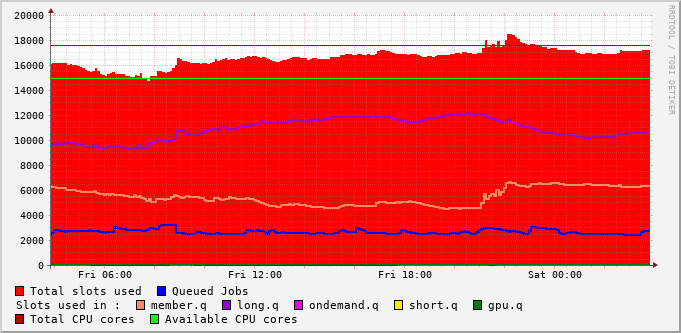 20000
18000
16000
14000
12000
10000
8000
6000
4000
2000
0
Fri 06:00 Fri 12:00 Fri 18:00 Sat 00:00
RRDTOOL / TOBI OETIKER
Total slots used Queued Jobs
Slots used in : member.q long.q ondemand.q short.q gpu.q
Total CPU cores Available CPU cores